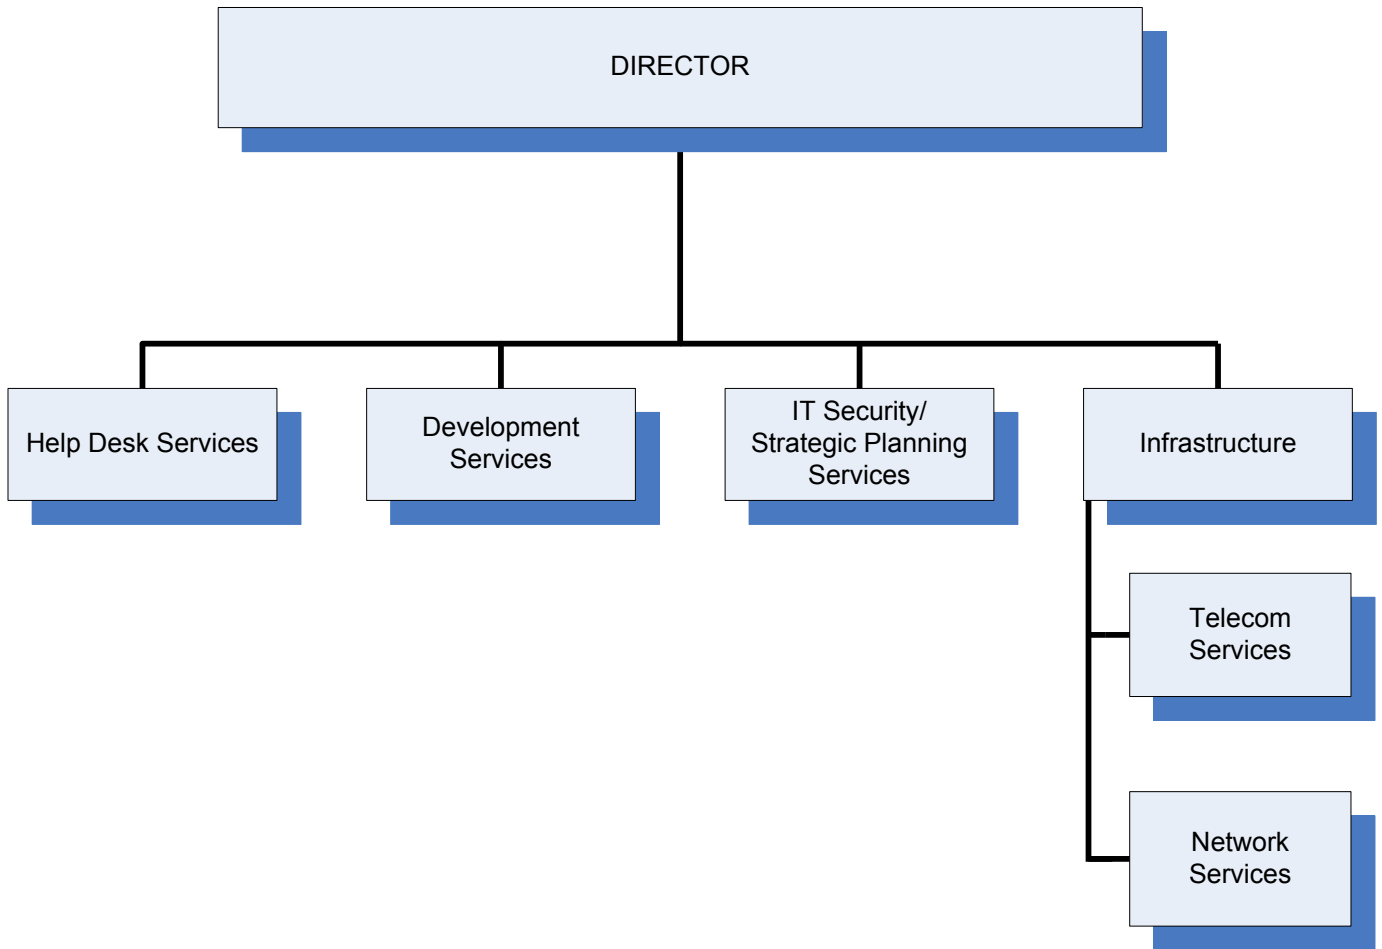 DIRECTOR
Help Desk Services
Development
Services
IT Security/
Strategic Planning
Services
Infrastructure
Telecom
Services
Network
Services